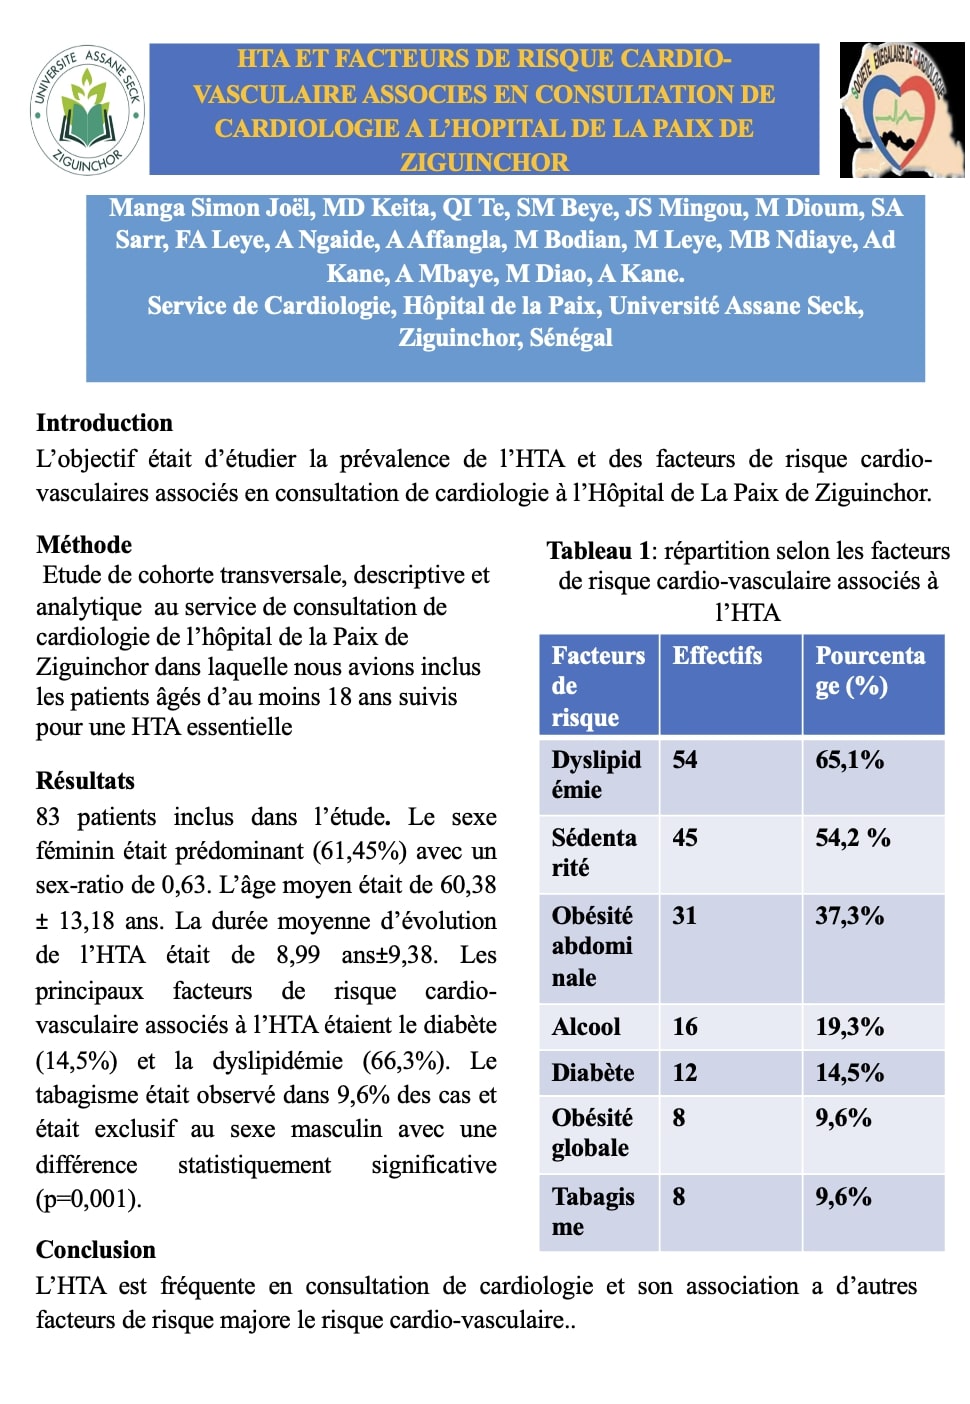 UNIVERSITE ASSANE SECK
ZIGUINCHOR
HTA ET FACTEURS DE RISQUE CARDIO-
VASCULAIRE ASSOCIES EN CONSULTATION DE
CARDIOLOGIE A L’HOPITAL DE LA PAIX DE
ZIGUINCHOR
SOCIETE SENEGALAISE DE CARDIOLOGIE
Manga Simon Joël, MD Keita, QI Te, SM Beye, JS Mingou, M Dioum, SA
Sarr, FA Leye, A Ngaide, A Affangla, M Bodian, M Leye, MB Ndiaye, Ad
Kane, A Mbaye, M Diao, A Kane.
Service de Cardiologie, Hôpital de la Paix, Université Assane Seck,
Ziguinchor, Sénégal
Introduction
L’objectif était d’étudier la prévalence de l’HTA et des facteurs de risque cardio-
vasculaires associés en consultation de cardiologie à l’Hôpital de La Paix de Ziguinchor.
Méthode
Etude de cohorte transversale, descriptive et
analytique au service de consultation de
cardiologie de l’hôpital de la Paix de
Ziguinchor dans laquelle nous avions inclus
les patients âgés d’au moins 18 ans suivis
pour une HTA essentielle
Résultats
83 patients inclus dans l’étude. Le sexe
féminin était prédominant (61,45%) avec un
sex-ratio de 0,63. L’âge moyen était de 60,38
± 13,18 ans. La durée moyenne d’évolution
de l’HTA était de 8,99 ans±9,38. Les
principaux facteurs de risque cardio-
vasculaire associés à l’HTA étaient le diabète
(14,5%) et la dyslipidémie (66,3%). Le
tabagisme était observé dans 9,6% des cas et
était exclusif au sexe masculin avec une
différence statistiquement significative
(p=0,001).
Tableau 1: répartition selon les facteurs
de risque cardio-vasculaire associés à
l’HTA
Facteurs de risque Effectifs Pourcentage (%)
Dyslipidémie 54 65,1%
Sédentarité 45 54,2 %
Obésité abdominale 31 37,3%
Alcool 16 19,3%
Diabète 12 14,5%
Obésité globale 8 9,6%
Tabagisme 8 9,6%
Conclusion
L’HTA est fréquente en consultation de cardiologie et son association a d’autres
facteurs de risque majore le risque cardio-vasculaire..